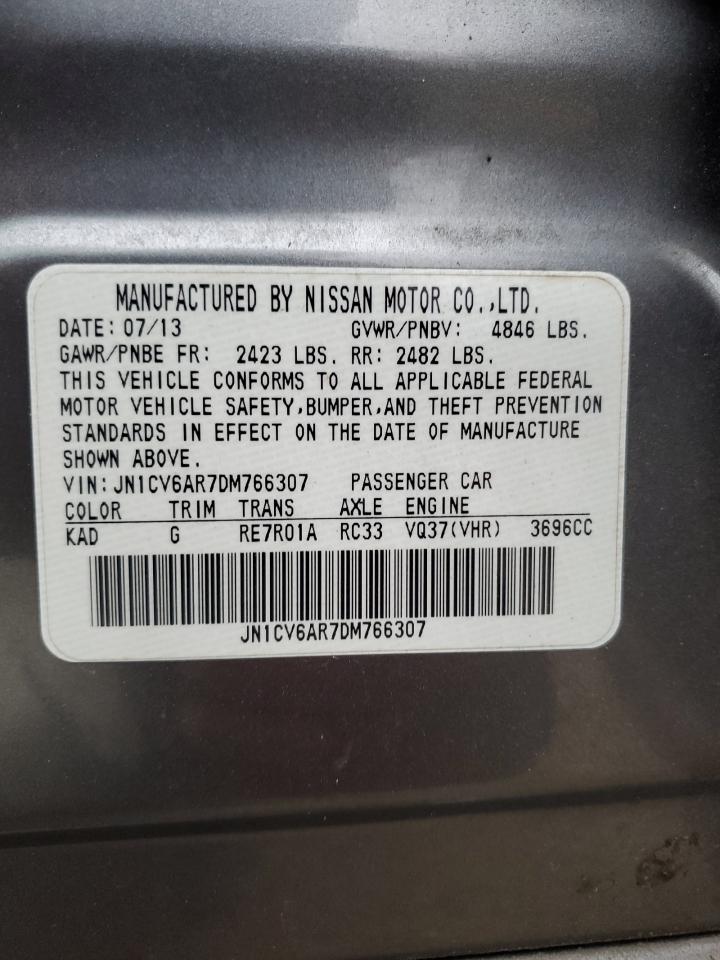 MANUFACTURED BY NISSAN MOTOR CO.,LTD.
DATE: 07/13 GVWR/PNBV: 4846 LBS.
GAWR/PNBE FR: 2423 LBS. RR: 2482 LBS.
THIS VEHICLE CONFORMS TO ALL APPLICABLE FEDERAL
MOTOR VEHICLE SAFETY,BUMPER,AND THEFT PREVENTION
STANDARDS IN EFFECT ON THE DATE OF MANUFACTURE
SHOWN ABOVE.
VIN:JN1CV6AR7DM766307 PASSENGER CAR
COLOR TRIM TRANS AXLE ENGINE
KAD G RE7R01A RC33 VQ37(VHR) 3696CC
JN1CV6AR7DM766307